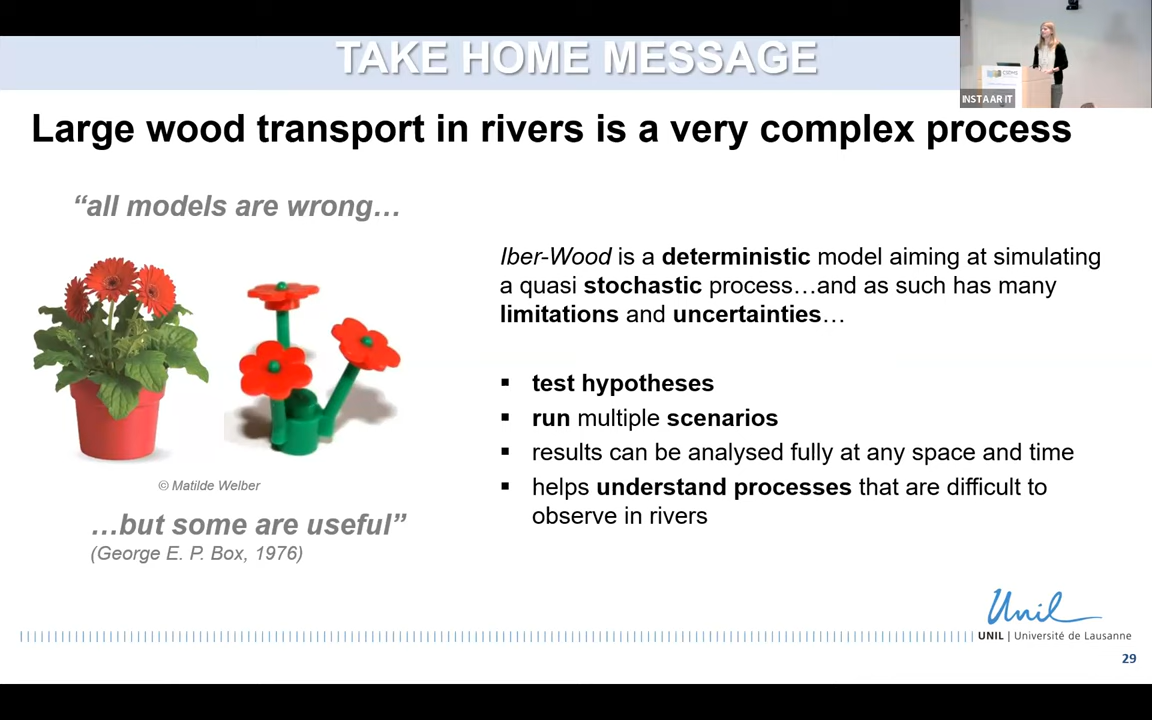 TAKE HOME MESSAGE
INSTAAR IT
Large wood transport in rivers is a very complex process
“all models are wrong…
© Matilde Welber
…but some are useful”
(George E. P. Box, 1976)
Iber-Wood is a deterministic model aiming at simulating
a quasi stochastic process…and as such has many
limitations and uncertainties…
▪ test hypotheses
▪ run multiple scenarios
▪ results can be analysed fully at any space and time
▪ helps understand processes that are difficult to
observe in rivers
Unil
UNIL | Université de Lausanne
29